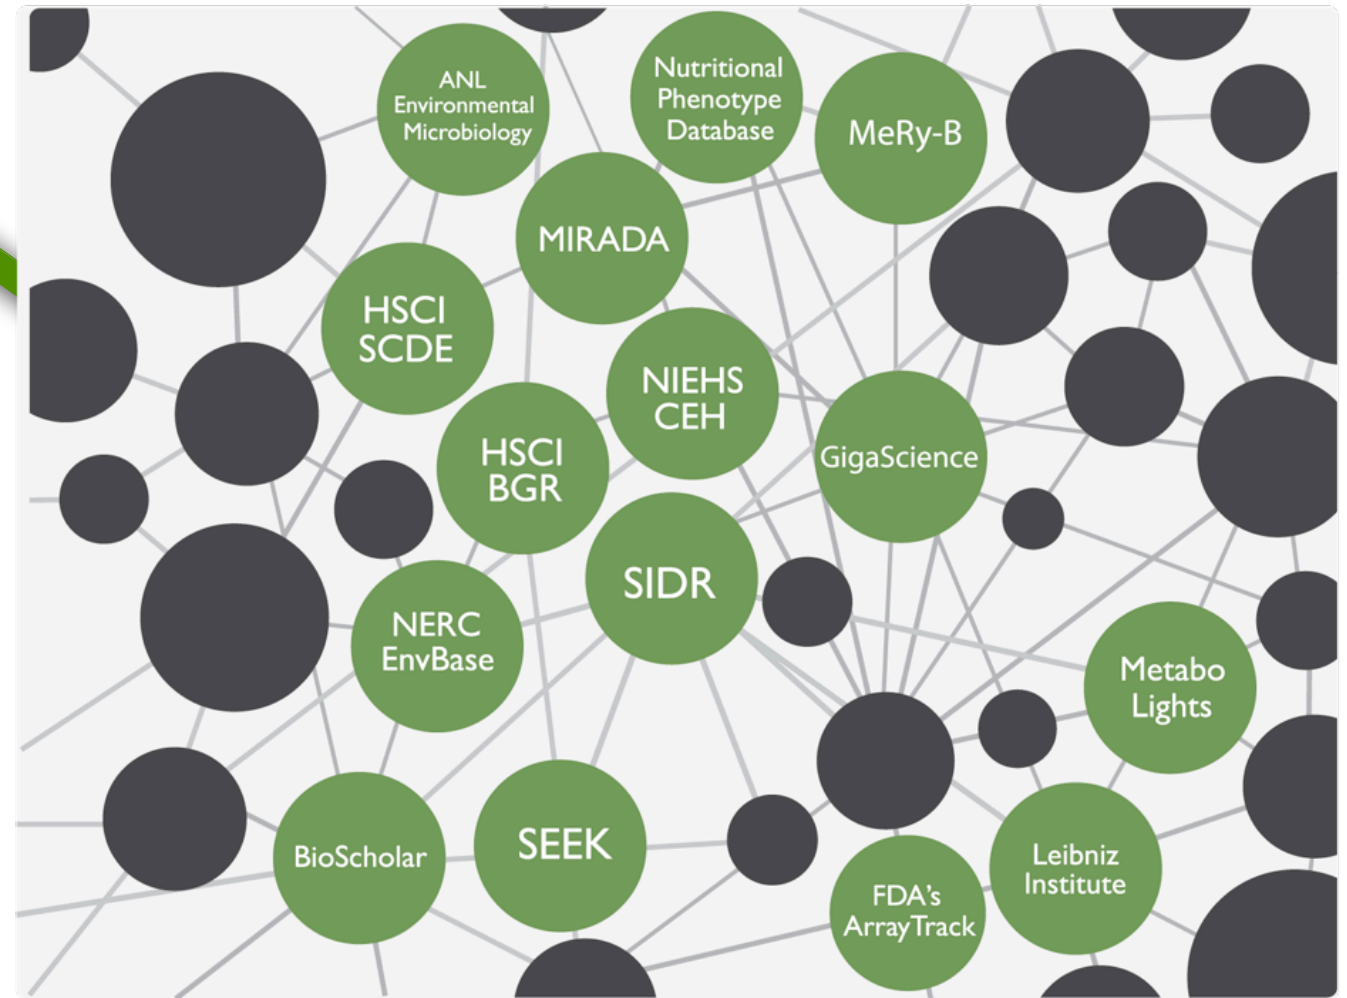 ANL
Environmental
Microbiology
Nutritional
Phenotype
Database
MeRy-B
MIRADA
HSCI
SCDE
NIEHS
CEH
HSCI
BGR
GigaScience
SIDR
NERC
EnvBase
Metabo
Lights
BioScholar
SEEK
FDA's
ArrayTrack
Leibniz
Institute